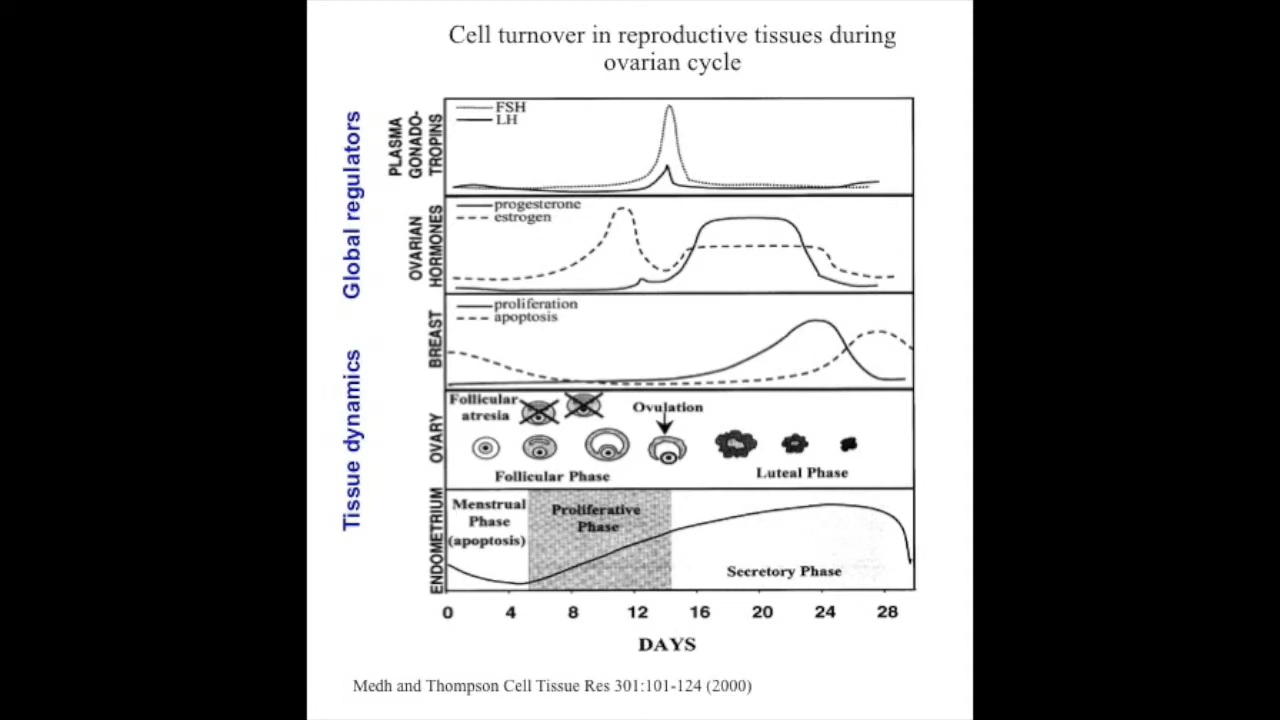 Cell turnover in reproductive tissues during
ovarian cycle
Global regulators
Tissue dynamics
PLASMA
GONADO-
TROPINS
FSH
LH
OVARIAN
HORMONES
progesterone
estrogen
BREAST
proliferation
apoptosis
OVARY
Follicular
atresia
Ovulation
Follicular Phase
Luteal Phase
ENDOMETRIUM
Menstrual
Phase
(apoptosis)
Proliferative
Phase
Secretory Phase
0 4 8 12 16 20 24 28
DAYS
Medh and Thompson Cell Tissue Res 301:101-124 (2000)